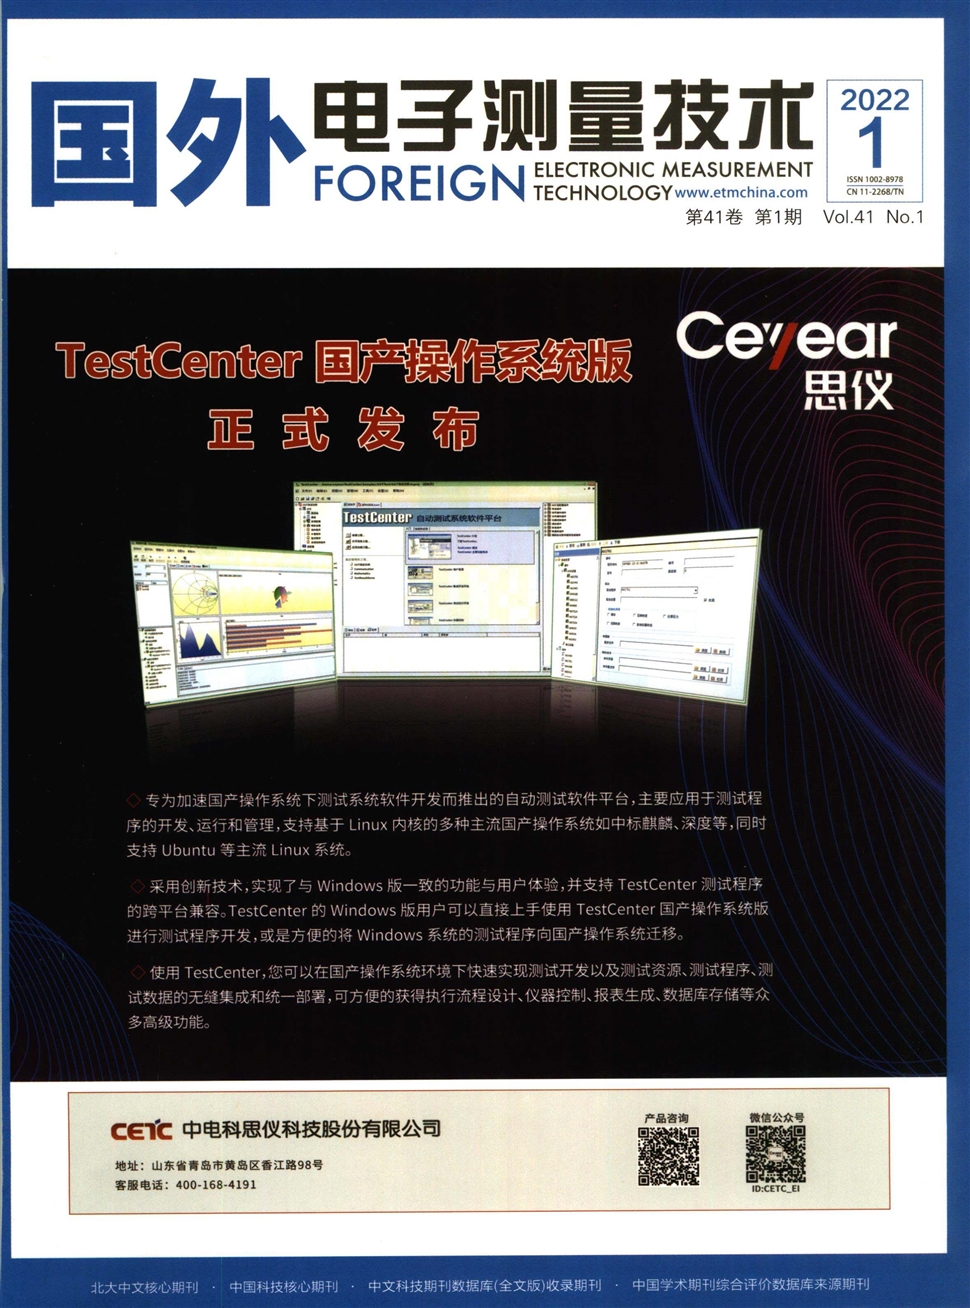 国外
电子测量技术
FOREIGN ELECTRONIC MEASUREMENT
TECHNOLOGY www.etmchina.com
2022
1
ISSN 1002-8978
CN 11-2268/TN
第41卷 第1期 Vol.41 No.1
Ceyear
思仪
TestCenter 国产操作系统版
正式发布
TestCenter 自动测试系统软件平台
◇ 专为加速国产操作系统下测试系统软件开发而推出的自动测试软件平台，主要应用于测试程
序的开发、运行和管理，支持基于 Linux 内核的多种主流国产操作系统如中标麒麟、深度等，同时
支持 Ubuntu 等主流 Linux 系统。
◇ 采用创新技术，实现了与 Windows 版一致的功能与用户体验，并支持 TestCenter 测试程序
的跨平台兼容。TestCenter 的 Windows 版用户可以直接上手使用 TestCenter 国产操作系统版
进行测试程序开发，或是方便的将 Windows 系统的测试程序向国产操作系统迁移。
◇ 使用 TestCenter，您可以在国产操作系统环境下快速实现测试开发以及测试资源、测试程序、测
试数据的无缝集成和统一部署，可方便的获得执行流程设计、仪器控制、报表生成、数据库存储等众
多高级功能。
CETC 中电科思仪科技股份有限公司
地址：山东省青岛市黄岛区香江路98号
客服电话：400-168-4191
产品咨询
微信公众号
ID:CETC_EI
北大中文核心期刊 · 中国科技核心期刊 · 中文科技期刊数据库(全文版)收录期刊 · 中国学术期刊综合评价数据库来源期刊